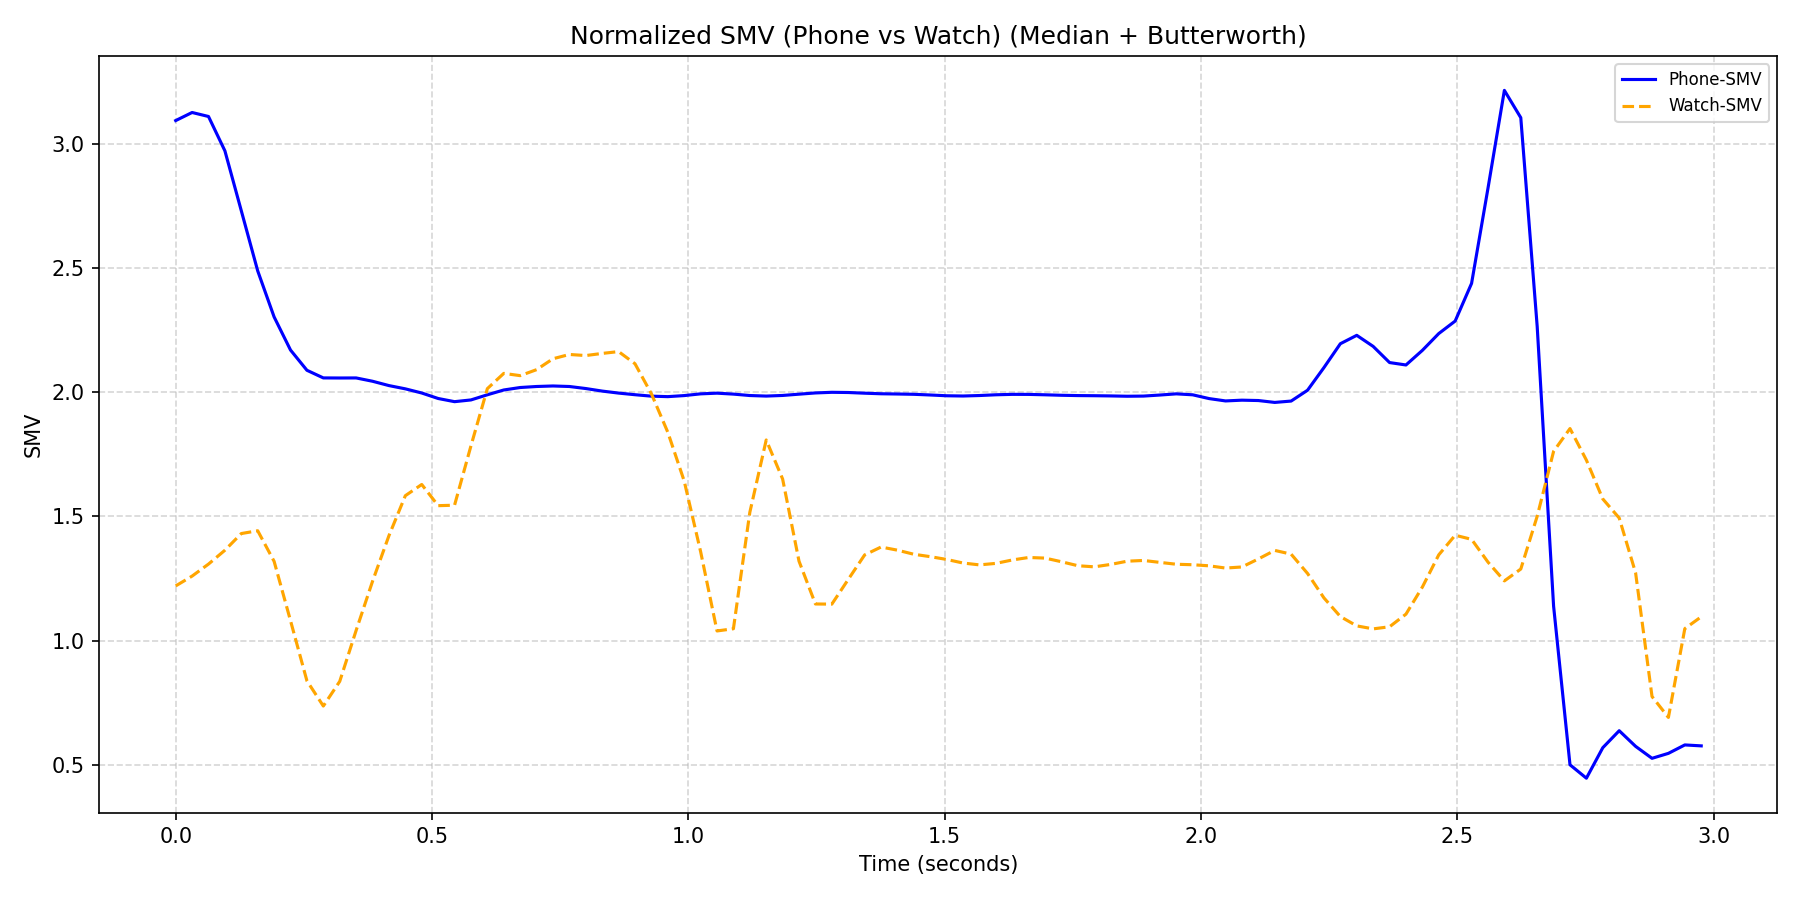 Normalized SMV (Phone vs Watch) (Median + Butterworth)
Phone-SMV
Watch-SMV
SMV
3.0
2.5
2.0
1.5
1.0
0.5
0.0 0.5 1.0 1.5 2.0 2.5 3.0
Time (seconds)